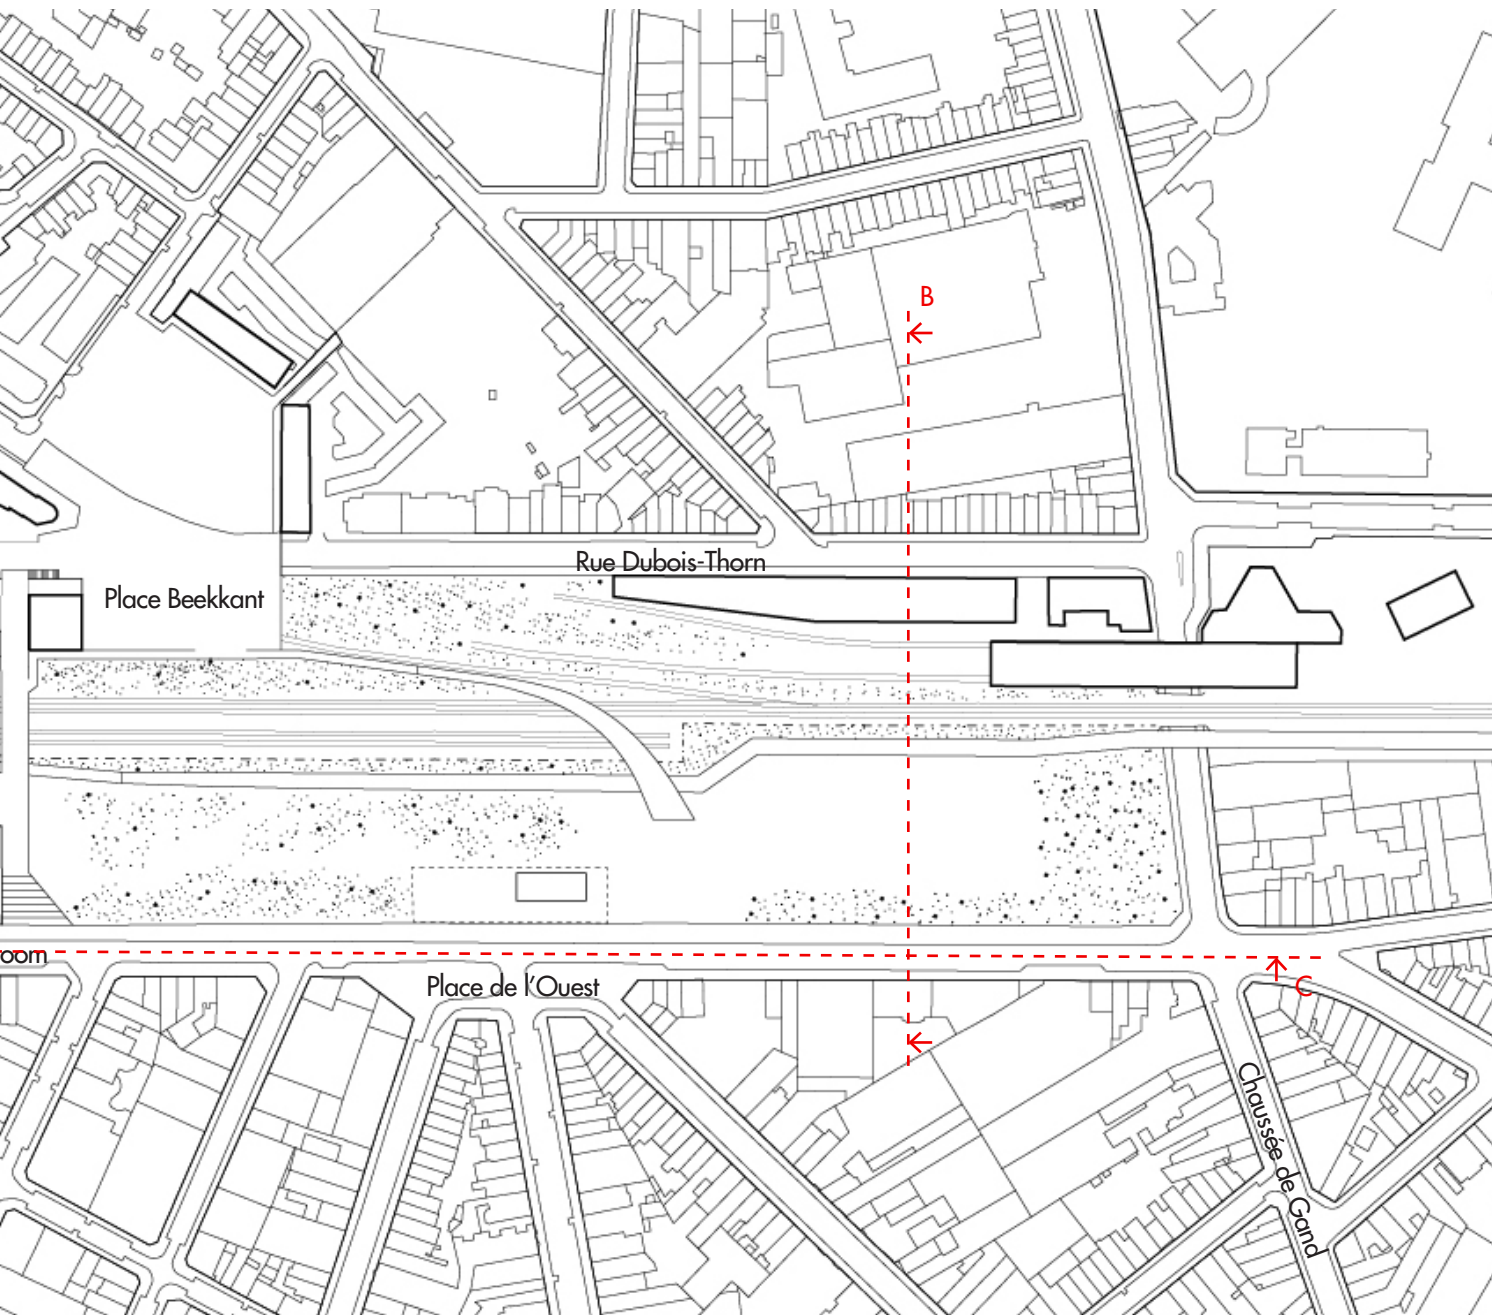 B
Rue Dubois-Thorn
Place Beekkant
oom
Place de l'Ouest
C
Chaussée de Gand